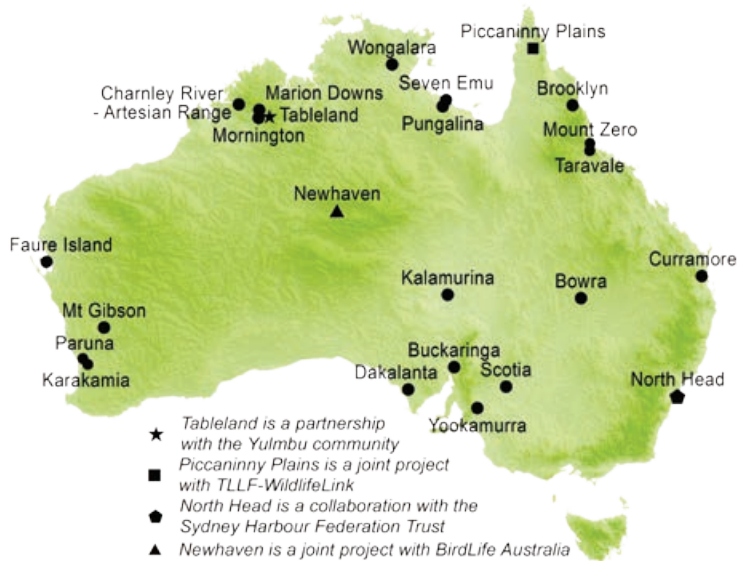 Piccaninny Plains
Wongalara
Seven Emu
Charnley River
- Artesian Range
Marion Downs
Tableland
Mornington
Pungalina
Brooklyn
Mount Zero
Taravale
Newhaven
Faure Island
Curramore
Kalamurina
Bowra
Mt Gibson
Paruna
Karakamia
Buckaringa
Dakalanta
Scotia
North Head
Yookamurra
Tableland is a partnership
with the Yulmbu community
Piccaninny Plains is a joint project
with TLLF-WildlifeLink
North Head is a collaboration with the
Sydney Harbour Federation Trust
Newhaven is a joint project with BirdLife Australia